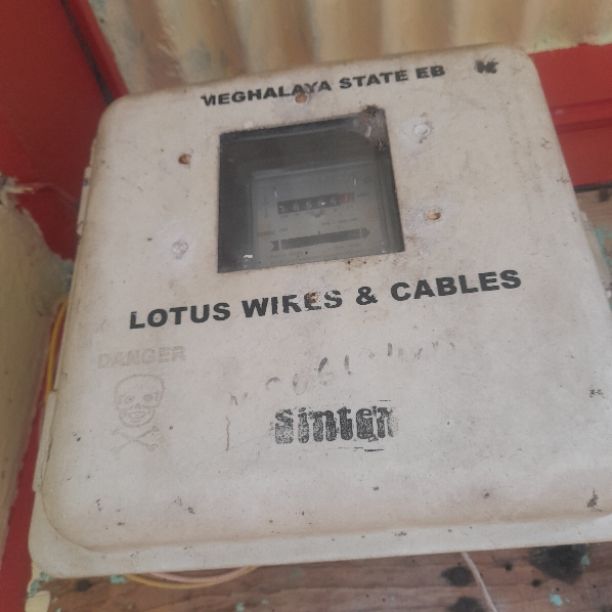 MEGHALAYA STATE EB
LOTUS WIRES & CABLES
DANGER
Sintex